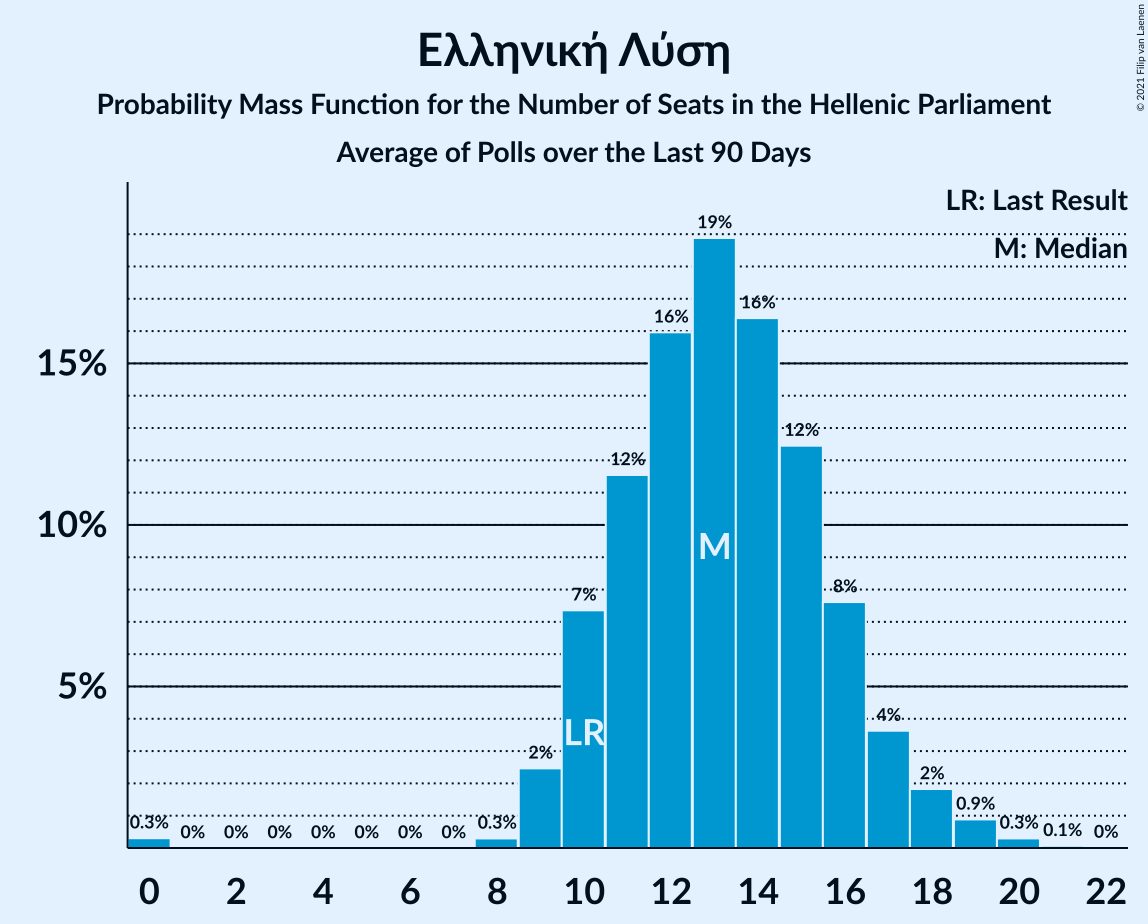 Ελληνική Λύση
Probability Mass Function for the Number of Seats in the Hellenic Parliament
Average of Polls over the Last 90 Days
© 2021 Filip van Laenen
LR: Last Result
M: Median
15%
10%
5%
0.3%
0%
0%
0%
0%
0%
0%
0%
0.3%
2%
7%
12%
16%
19%
16%
12%
8%
4%
2%
0.9%
0.3%
0.1%
0%
LR
M
0 2 4 6 8 10 12 14 16 18 20 22